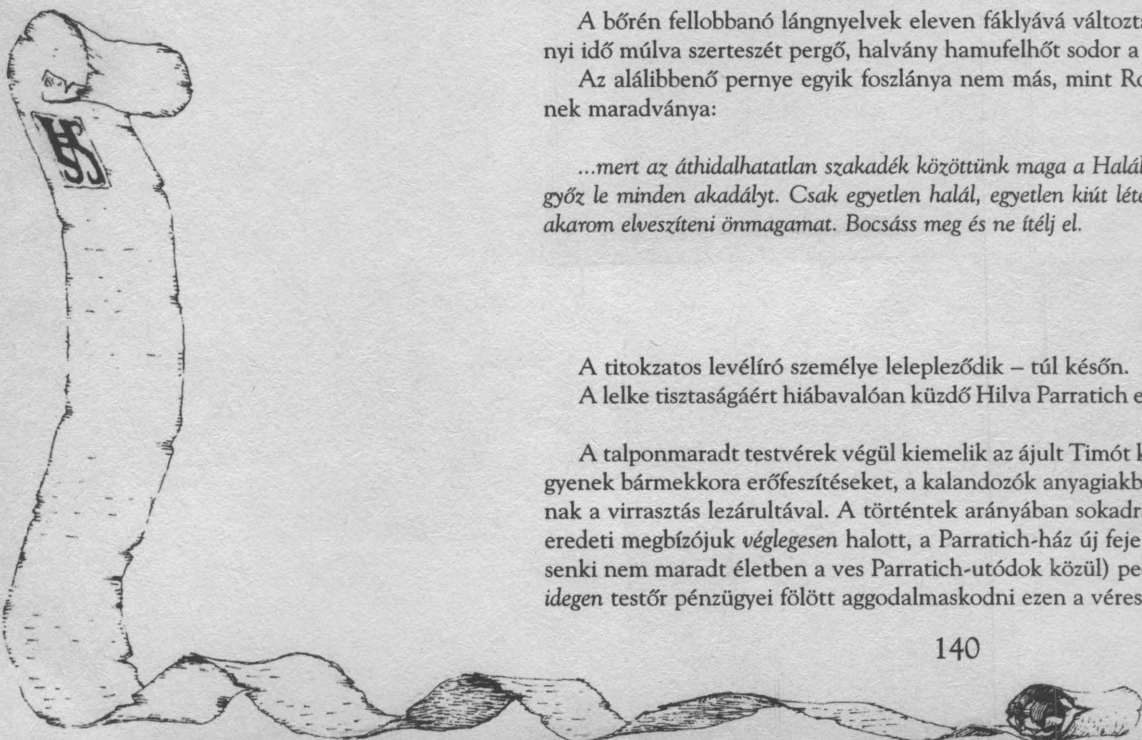 A bőrén fellobbanó lángnyelvek eleven fáklyává változt
nyi idő múlva szerteszét pergő, halvány hamufelhőt sodor a
Az alálibbenő pernye egyik foszlánya nem más, mint Ro
nek maradványa:
...mert az áthidalhatatlan szakadék közöttünk maga a Halál
győz le minden akadályt. Csak egyetlen halál, egyetlen kiút léte
akarom elveszíteni önmagamat. Bocsáss meg és ne ítélj el.
A titokzatos levélíró személye lelepleződik – túl későn.
A lelke tisztaságáért hiábavalóan küzdő Hilva Parratich e
A talponmaradt testvérek végül kiemelik az ájult Timót k
gyenek bármekkora erőfeszítéseket, a kalandozók anyagiakb
nak a virrasztás lezárultával. A történtek arányában sokadr
eredeti megbízójuk véglegesen halott, a Parratich-ház új feje
senki nem maradt életben a ves Parratich-utódok közül) pe
idegen testőr pénzügyei fölött aggodalmaskodni ezen a véres
140